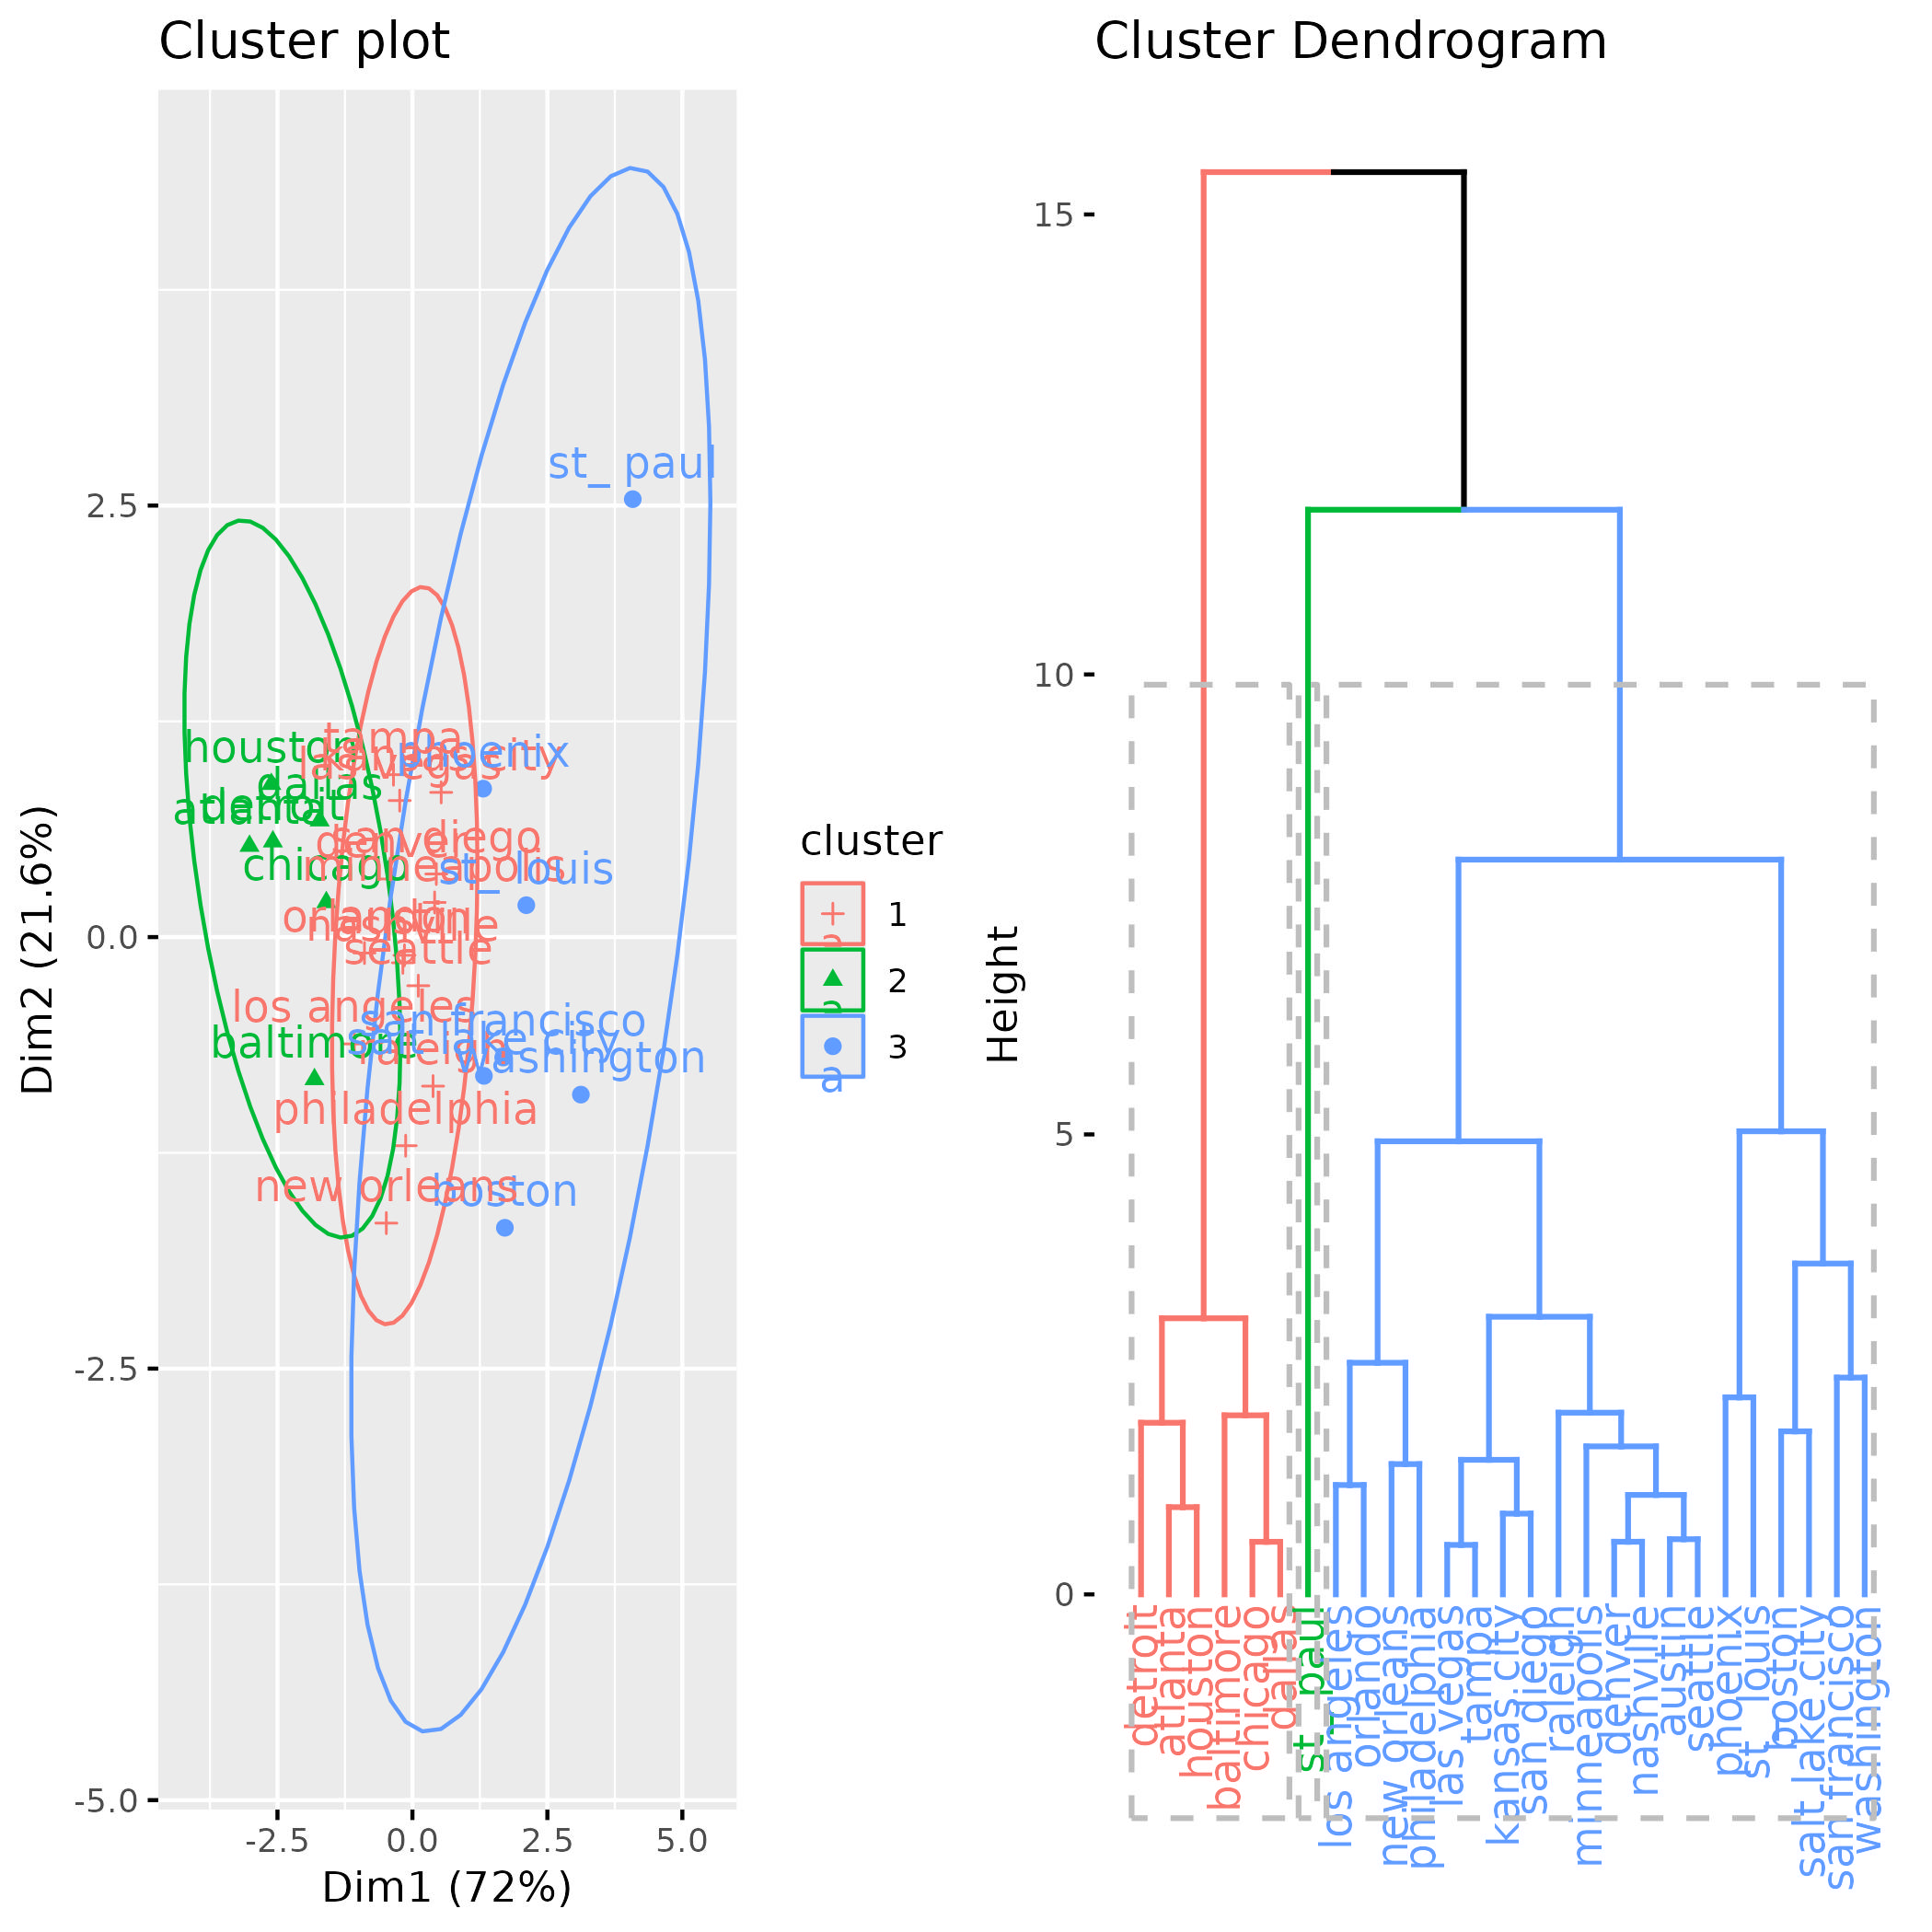 Cluster plot
Cluster Dendrogram
Dim2 (21.6%)
2.5
0.0
-2.5
-5.0
-2.5
0.0
2.5
5.0
Dim1 (72%)
st_ paul
tampa
houston
kansas city
phoenix
las vegas
dallas
atlanta
detroit
san diego
denver
chicago
minneapolis
st_ louis
orlando
austin
nashville
seattle
los angeles
san francisco
baltimore
salt lake city
raleigh
washington
philadelphia
new orleans
boston
cluster
a
1
a
2
a
3
Height
15
10
5
0
detroit
atlanta
houston
baltimore
chicago
dallas
st_ paul
los angeles
orlando
new orleans
philadelphia
las vegas
tampa
kansas city
san diego
raleigh
minneapolis
denver
nashville
austin
seattle
phoenix
st_ louis
boston
salt lake city
san francisco
washington